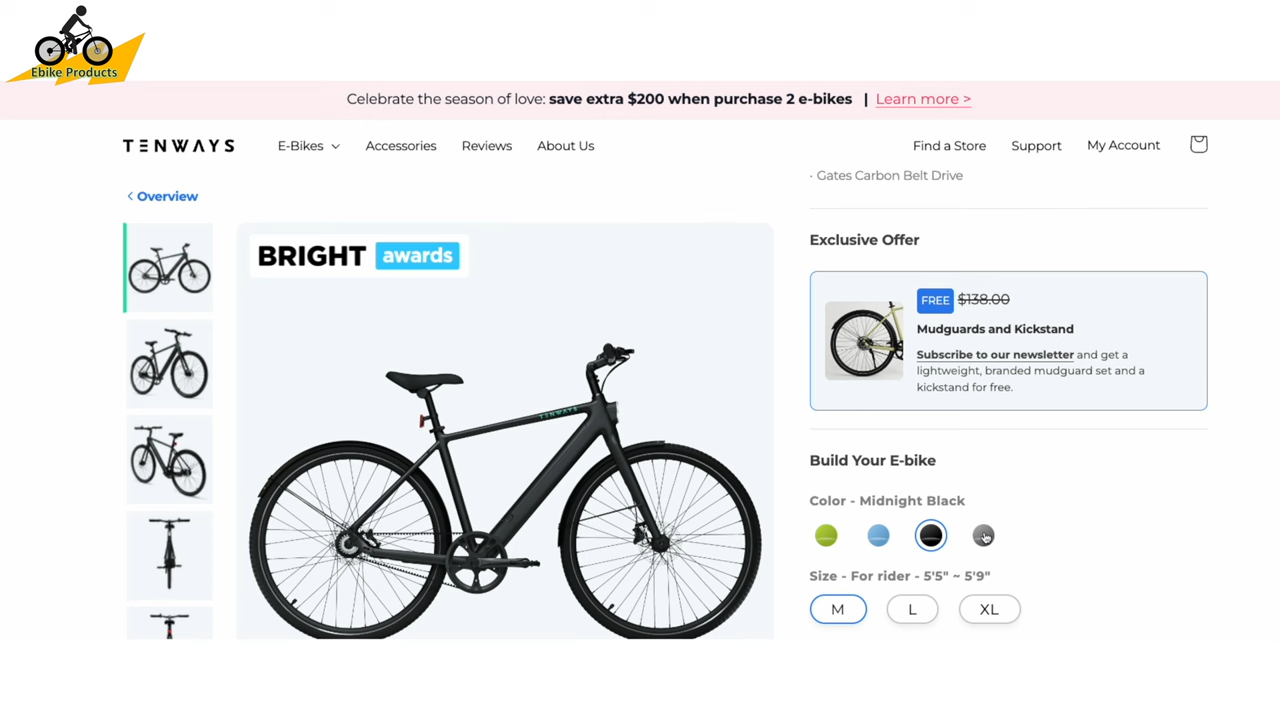 Ebike Products
Celebrate the season of love: save extra $200 when purchase 2 e-bikes | Learn more >
TENWAYS
E-Bikes
Accessories
Reviews
About Us
Find a Store
Support
My Account
· Gates Carbon Belt Drive
< Overview
BRIGHT awards
TENWAYS
Exclusive Offer
FREE $138.00
Mudguards and Kickstand
Subscribe to our newsletter and get a
lightweight, branded mudguard set and a
kickstand for free.
Build Your E-bike
Color - Midnight Black
Size - For rider - 5'5" ~ 5'9"
M
L
XL